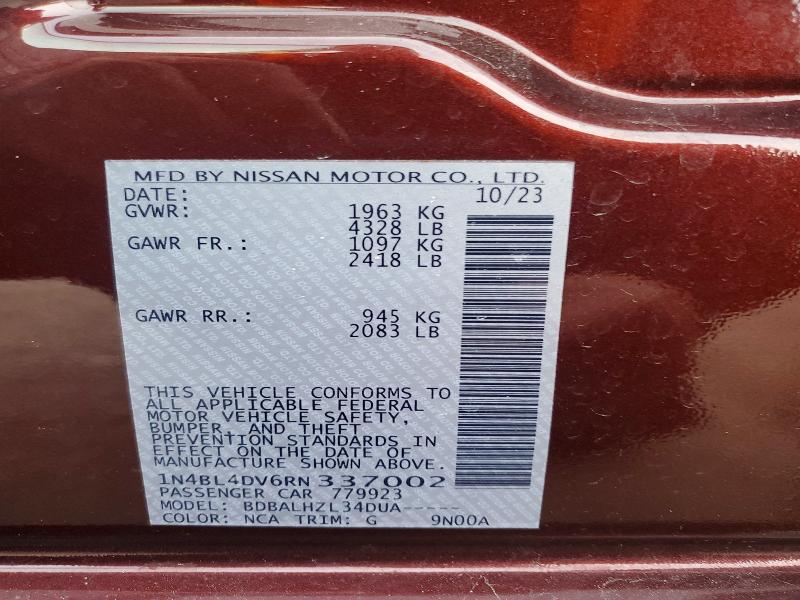 MFD BY NISSAN MOTOR CO., LTD.
DATE: 10/23
GVWR: 1963 KG
4328 LB
GAWR FR.: 1097 KG
2418 LB
GAWR RR.: 945 KG
2083 LB
THIS VEHICLE CONFORMS TO
ALL APPLICABLE FEDERAL
MOTOR VEHICLE SAFETY,
BUMPER, AND THEFT
PREVENTION STANDARDS IN
EFFECT ON THE DATE OF
MANUFACTURE SHOWN ABOVE.
1N4BL4DV6RN337002
PASSENGER CAR 779923
MODEL: BDBALHZL34DUA-----
COLOR: NCA TRIM: G 9N00A